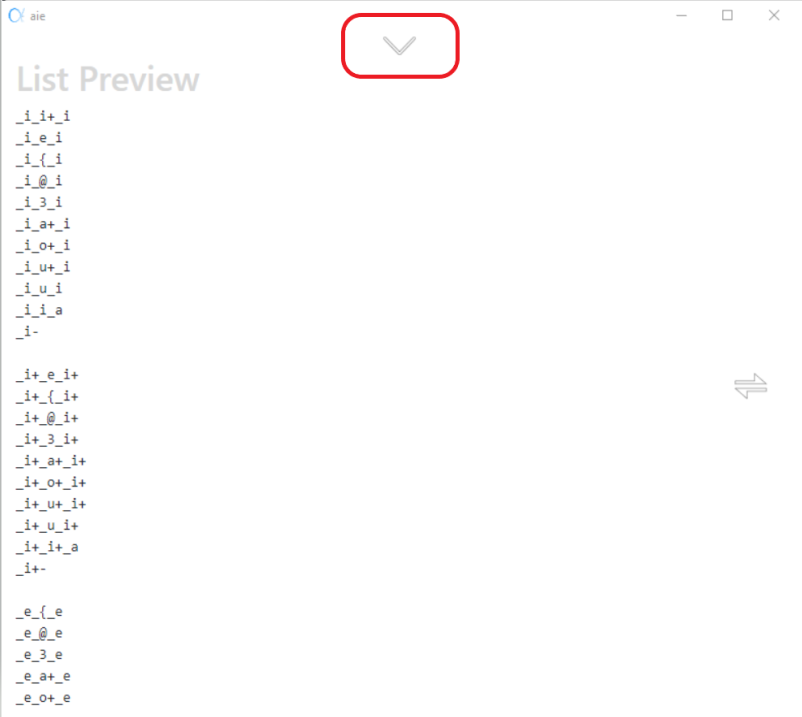 aie
List Preview
_i_i+_i
_i_e_i
_i_{_i
_i_@_i
_i_3_i
_i_a+_i
_i_o+_i
_i_u+_i
_i_u_i
_i_i_a
_i-
_i+_e_i+
_i+_{_i+
_i+_@_i+
_i+_3_i+
_i+_a+_i+
_i+_o+_i+
_i+_u+_i+
_i+_u_i+
_i+_i+_a
_i+-
_e_{_e
_e_@_e
_e_3_e
_e_a+_e
_e_o+_e